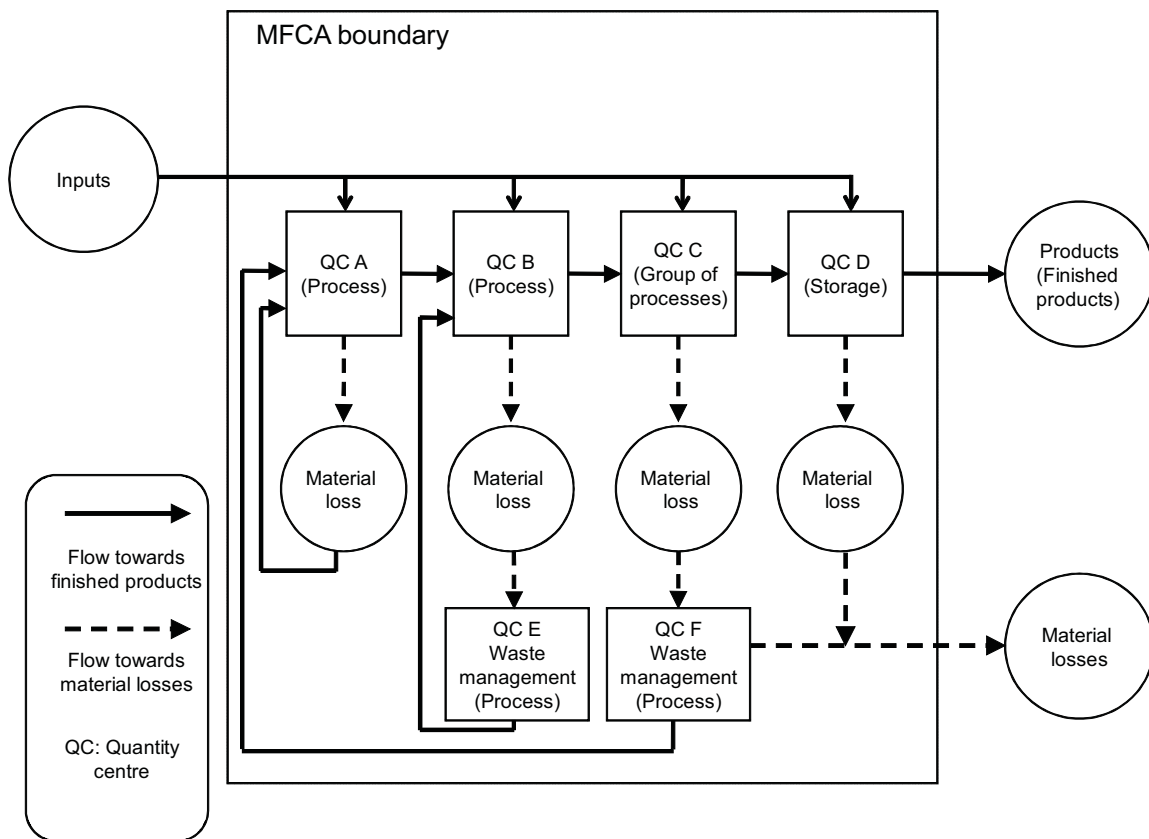 MFCA boundary
Inputs
QC A
(Process)
QC B
(Process)
QC C
(Group of
processes)
QC D
(Storage)
Products
(Finished
products)
Material
loss
Material
loss
Material
loss
Material
loss
QC E
Waste
management
(Process)
QC F
Waste
management
(Process)
Material
losses
Flow towards
finished products
Flow towards
material losses
QC: Quantity
centre